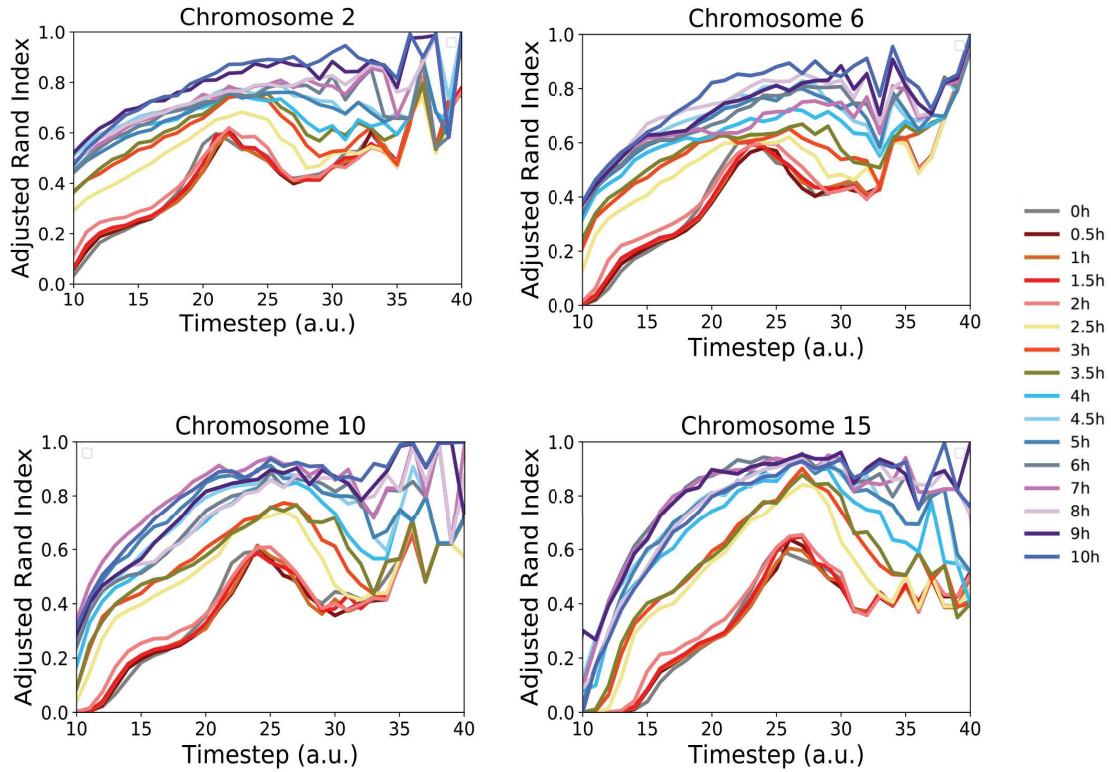 Chromosome 2
Adjusted Rand Index
1.0
0.8
0.6
0.4
0.2
0.0
10 15 20 25 30 35 40
Timestep (a.u.)
Chromosome 6
Adjusted Rand Index
1.0
0.8
0.6
0.4
0.2
0.0
10 15 20 25 30 35 40
Timestep (a.u.)
Chromosome 10
Adjusted Rand Index
1.0
0.8
0.6
0.4
0.2
0.0
10 15 20 25 30 35 40
Timestep (a.u.)
Chromosome 15
Adjusted Rand Index
1.0
0.8
0.6
0.4
0.2
0.0
10 15 20 25 30 35 40
Timestep (a.u.)
0h
0.5h
1h
1.5h
2h
2.5h
3h
3.5h
4h
4.5h
5h
6h
7h
8h
9h
10h